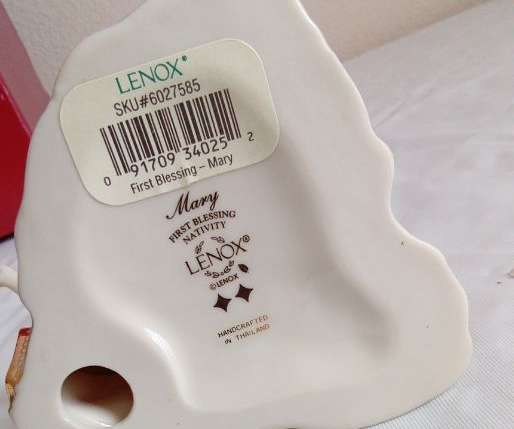 LENOX®
SKU#6027585
0 91709 34025 2
First Blessing – Mary
Mary
FIRST BLESSING
NATIVITY
LENOX®
©LENOX
HANDCRAFTED
IN THAILAND